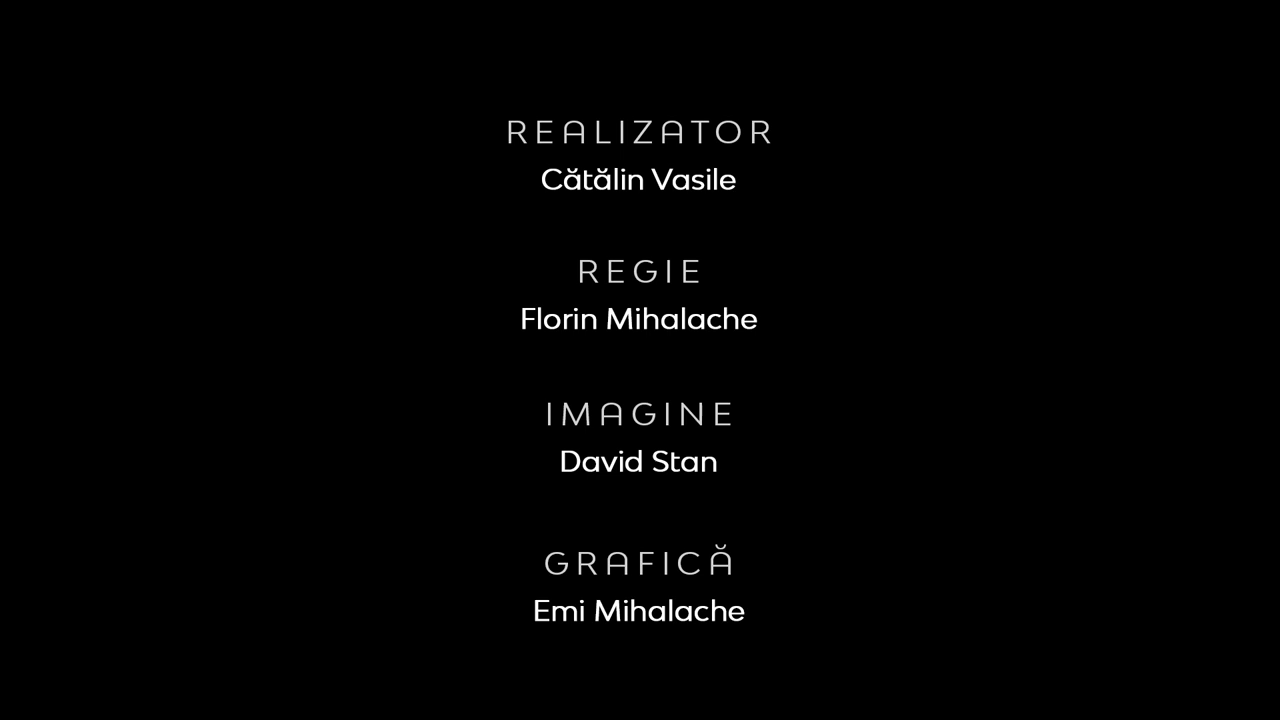 REALIZATOR
Cătălin Vasile
REGIE
Florin Mihalache
IMAGINE
David Stan
GRAFICĂ
Emi Mihalache